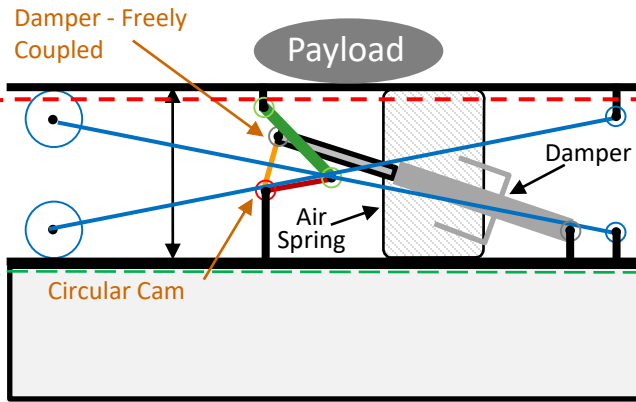 Damper - Freely
Coupled
Payload
Damper
Air
Spring
Circular Cam